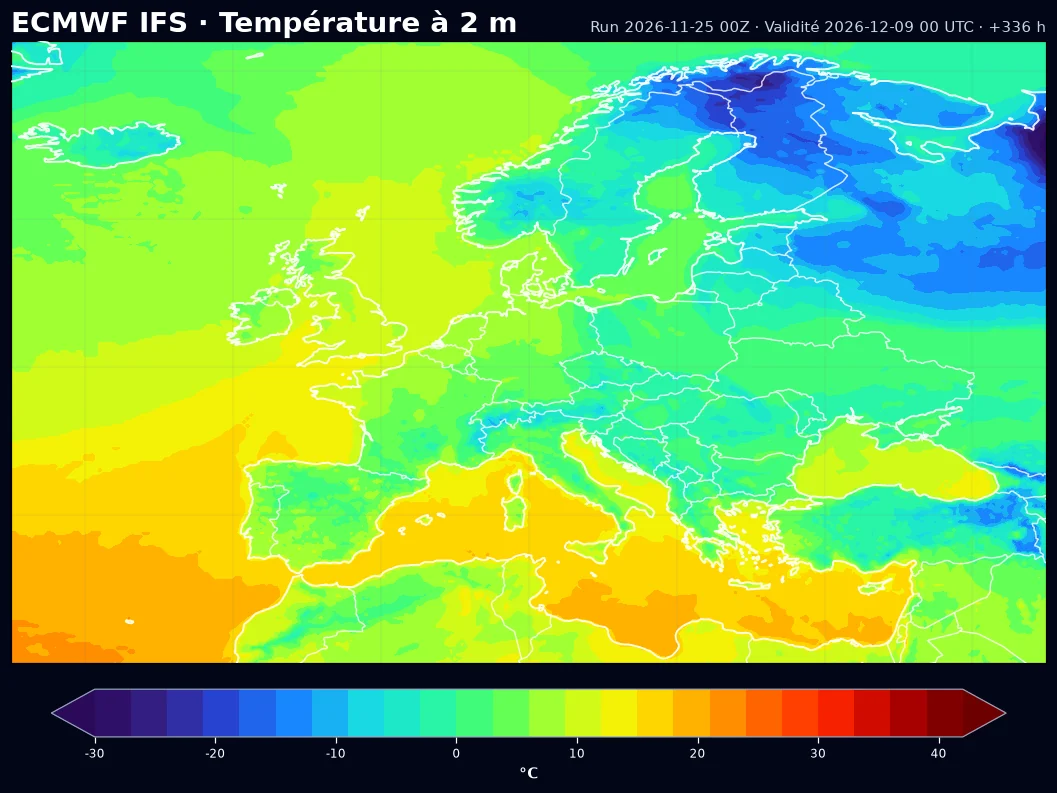 ECMWF IFS · Température à 2 m
Run 2026-11-25 00Z · Validité 2026-12-09 00 UTC · +336 h
-30 -20 -10 0 10 20 30 40
°C